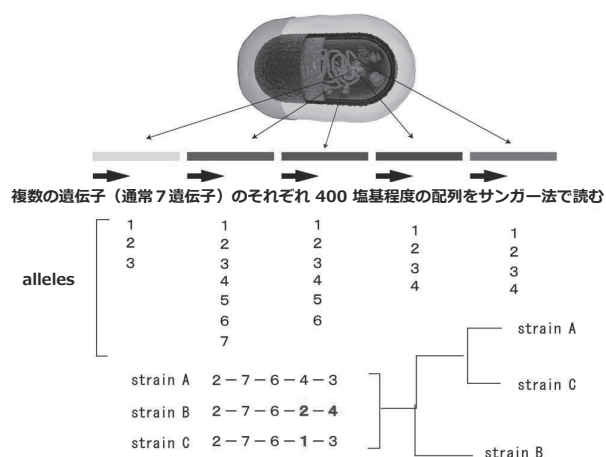 複数の遺伝子（通常７遺伝子）のそれぞれ 400 塩基程度の配列をサンガー法で読む
alleles
1 1 1 1 1
2 2 2 2 2
3 3 3 3 3
4 4 4 4
5 5
6 6
7
strain A 2－7－6－4－3
strain B 2－7－6－2－4
strain C 2－7－6－1－3
strain A
strain C
strain B